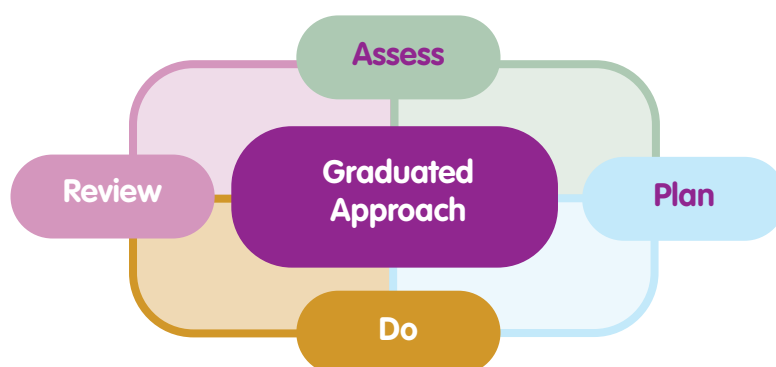 Assess
Review
Graduated
Approach
Plan
Do